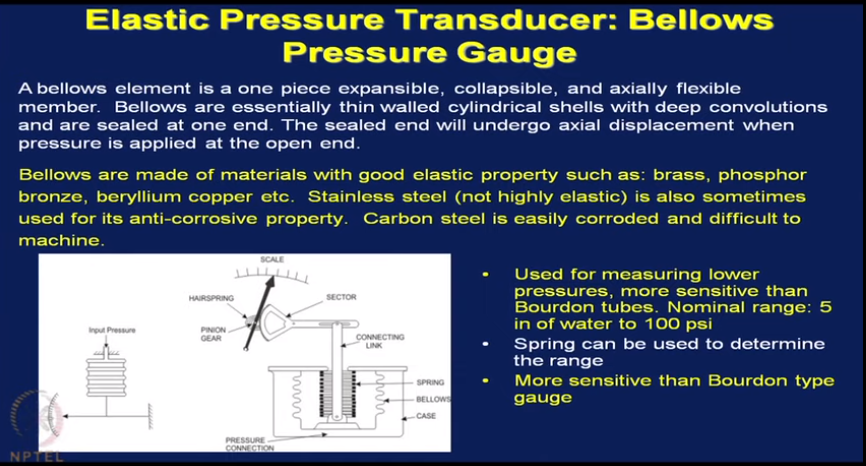 Elastic Pressure Transducer: Bellows
Pressure Gauge
A bellows element is a one piece expansible, collapsible, and axially flexible
member. Bellows are essentially thin walled cylindrical shells with deep convolutions
and are sealed at one end. The sealed end will undergo axial displacement when
pressure is applied at the open end.
Bellows are made of materials with good elastic property such as: brass, phosphor
bronze, beryllium copper etc. Stainless steel (not highly elastic) is also sometimes
used for its anti-corrosive property. Carbon steel is easily corroded and difficult to
machine.
Input Pressure
SCALE
HAIRSPRING
SECTOR
PINION
GEAR
CONNECTING
LINK
SPRING
BELLOWS
CASE
PRESSURE
CONNECTION
• Used for measuring lower
pressures, more sensitive than
Bourdon tubes. Nominal range: 5
in of water to 100 psi
• Spring can be used to determine
the range
• More sensitive than Bourdon type
gauge
NPTEL